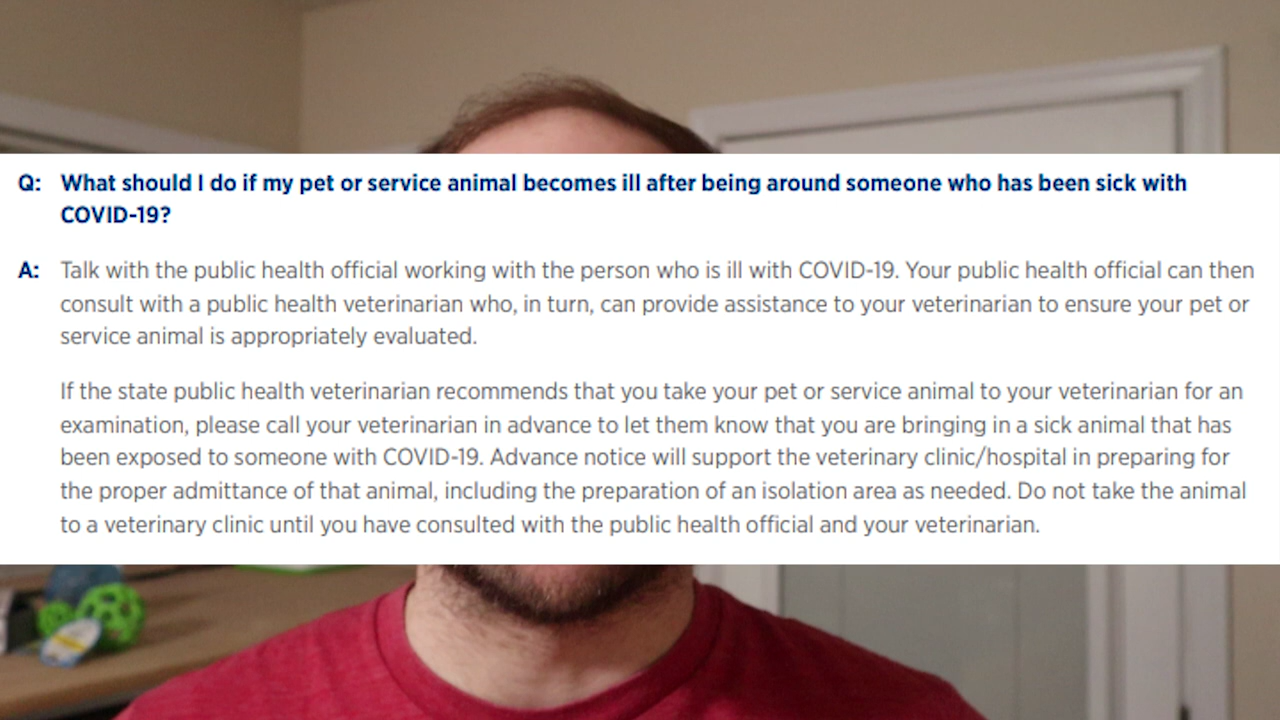 Q: What should I do if my pet or service animal becomes ill after being around someone who has been sick with
COVID-19?
A: Talk with the public health official working with the person who is ill with COVID-19. Your public health official can then
consult with a public health veterinarian who, in turn, can provide assistance to your veterinarian to ensure your pet or
service animal is appropriately evaluated.
If the state public health veterinarian recommends that you take your pet or service animal to your veterinarian for an
examination, please call your veterinarian in advance to let them know that you are bringing in a sick animal that has
been exposed to someone with COVID-19. Advance notice will support the veterinary clinic/hospital in preparing for
the proper admittance of that animal, including the preparation of an isolation area as needed. Do not take the animal
to a veterinary clinic until you have consulted with the public health official and your veterinarian.